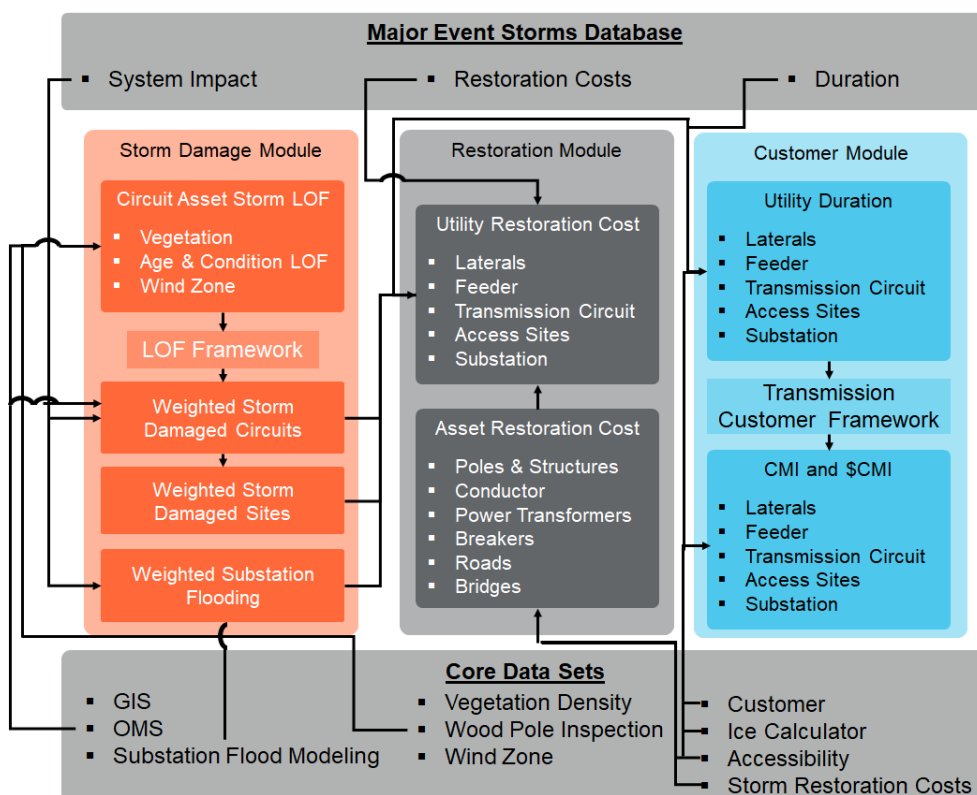 Major Event Storms Database
▪ System Impact
▪ Restoration Costs
▪ Duration
Storm Damage Module
Circuit Asset Storm LOF
▪ Vegetation
▪ Age & Condition LOF
▪ Wind Zone
LOF Framework
Weighted Storm
Damaged Circuits
Weighted Storm
Damaged Sites
Weighted Substation
Flooding
Restoration Module
Utility Restoration Cost
▪ Laterals
▪ Feeder
▪ Transmission Circuit
▪ Access Sites
▪ Substation
Asset Restoration Cost
▪ Poles & Structures
▪ Conductor
▪ Power Transformers
▪ Breakers
▪ Roads
▪ Bridges
Customer Module
Utility Duration
▪ Laterals
▪ Feeder
▪ Transmission Circuit
▪ Access Sites
▪ Substation
Transmission
Customer Framework
CMI and $CMI
▪ Laterals
▪ Feeder
▪ Transmission Circuit
▪ Access Sites
▪ Substation
Core Data Sets
▪ GIS
▪ OMS
▪ Substation Flood Modeling
▪ Vegetation Density
▪ Wood Pole Inspection
▪ Wind Zone
▪ Customer
▪ Ice Calculator
▪ Accessibility
▪ Storm Restoration Costs